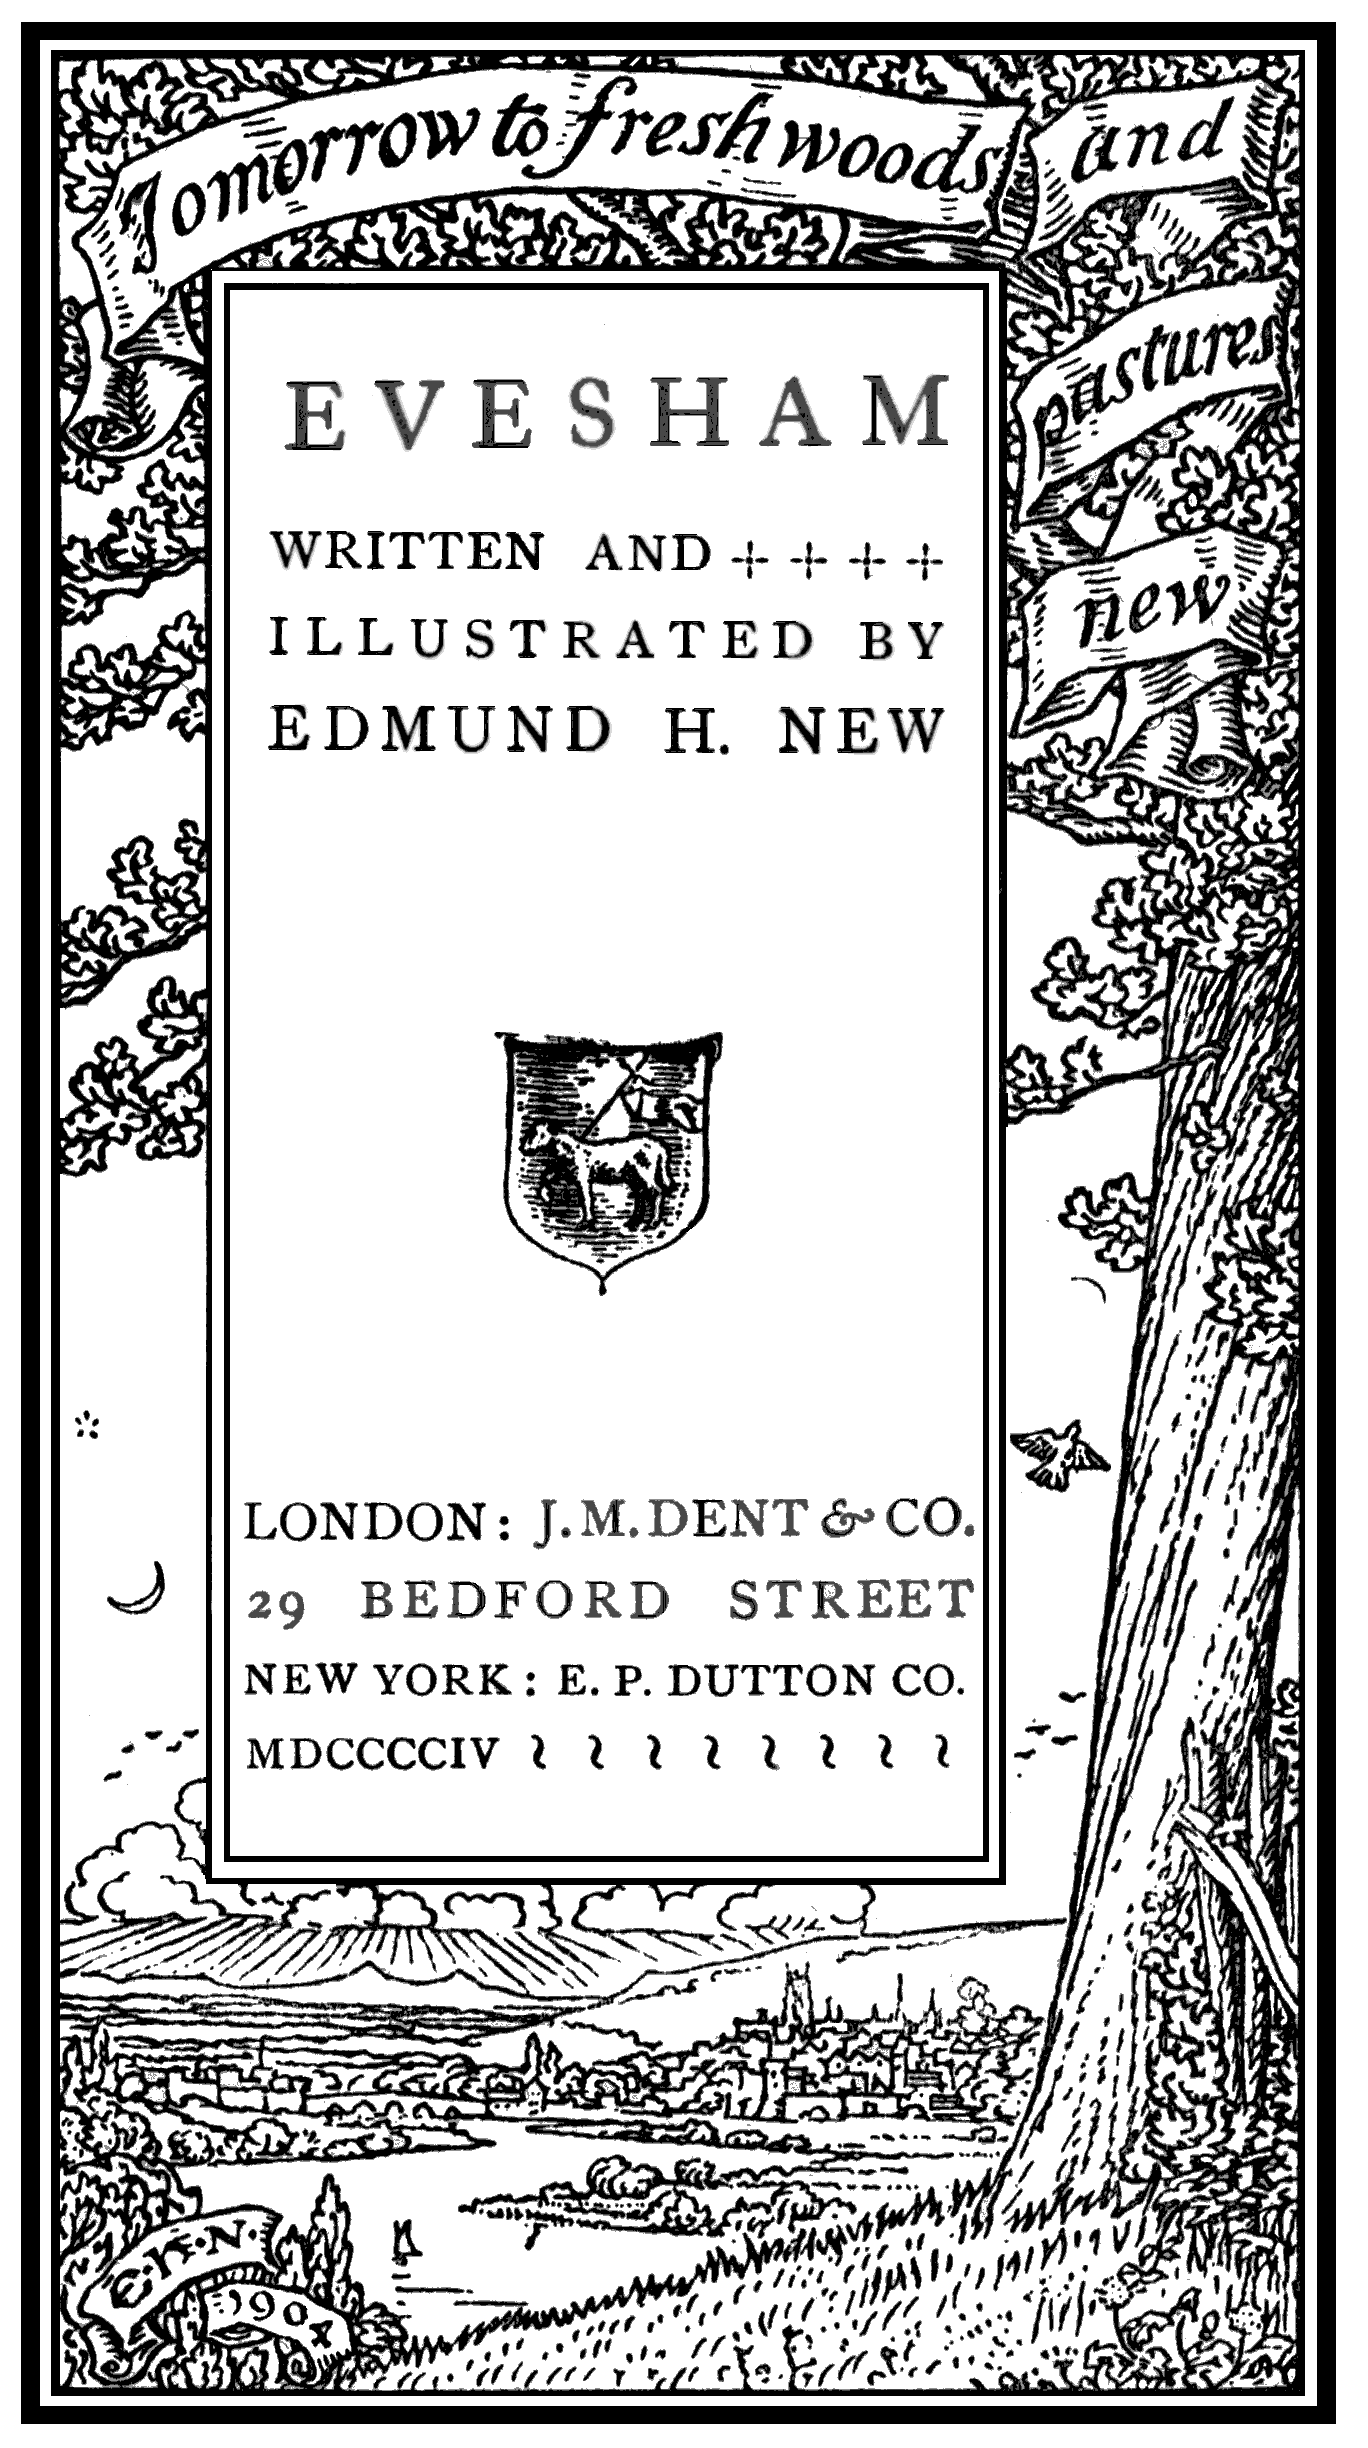 Tomorrow to fresh woods and
pastures
new
EVESHAM
WRITTEN AND
ILLUSTRATED BY
EDMUND H. NEW
LONDON: J. M. DENT & CO.
29 BEDFORD STREET
NEW YORK: E. P. DUTTON CO.
MDCCCCIV
E·H·N·
1904